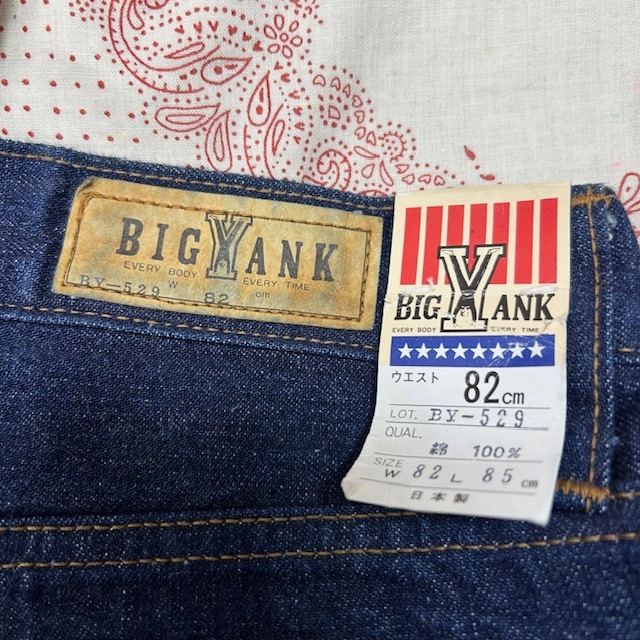 BIG YANK
EVERY BODY EVERY TIME
W
BY-529 82 cm
BIG YANK
EVERY BODY EVERY TIME
ウエスト 82cm
LOT. BY-529
QUAL.
綿 100%
SIZE
W 82 L 85 cm
日本製